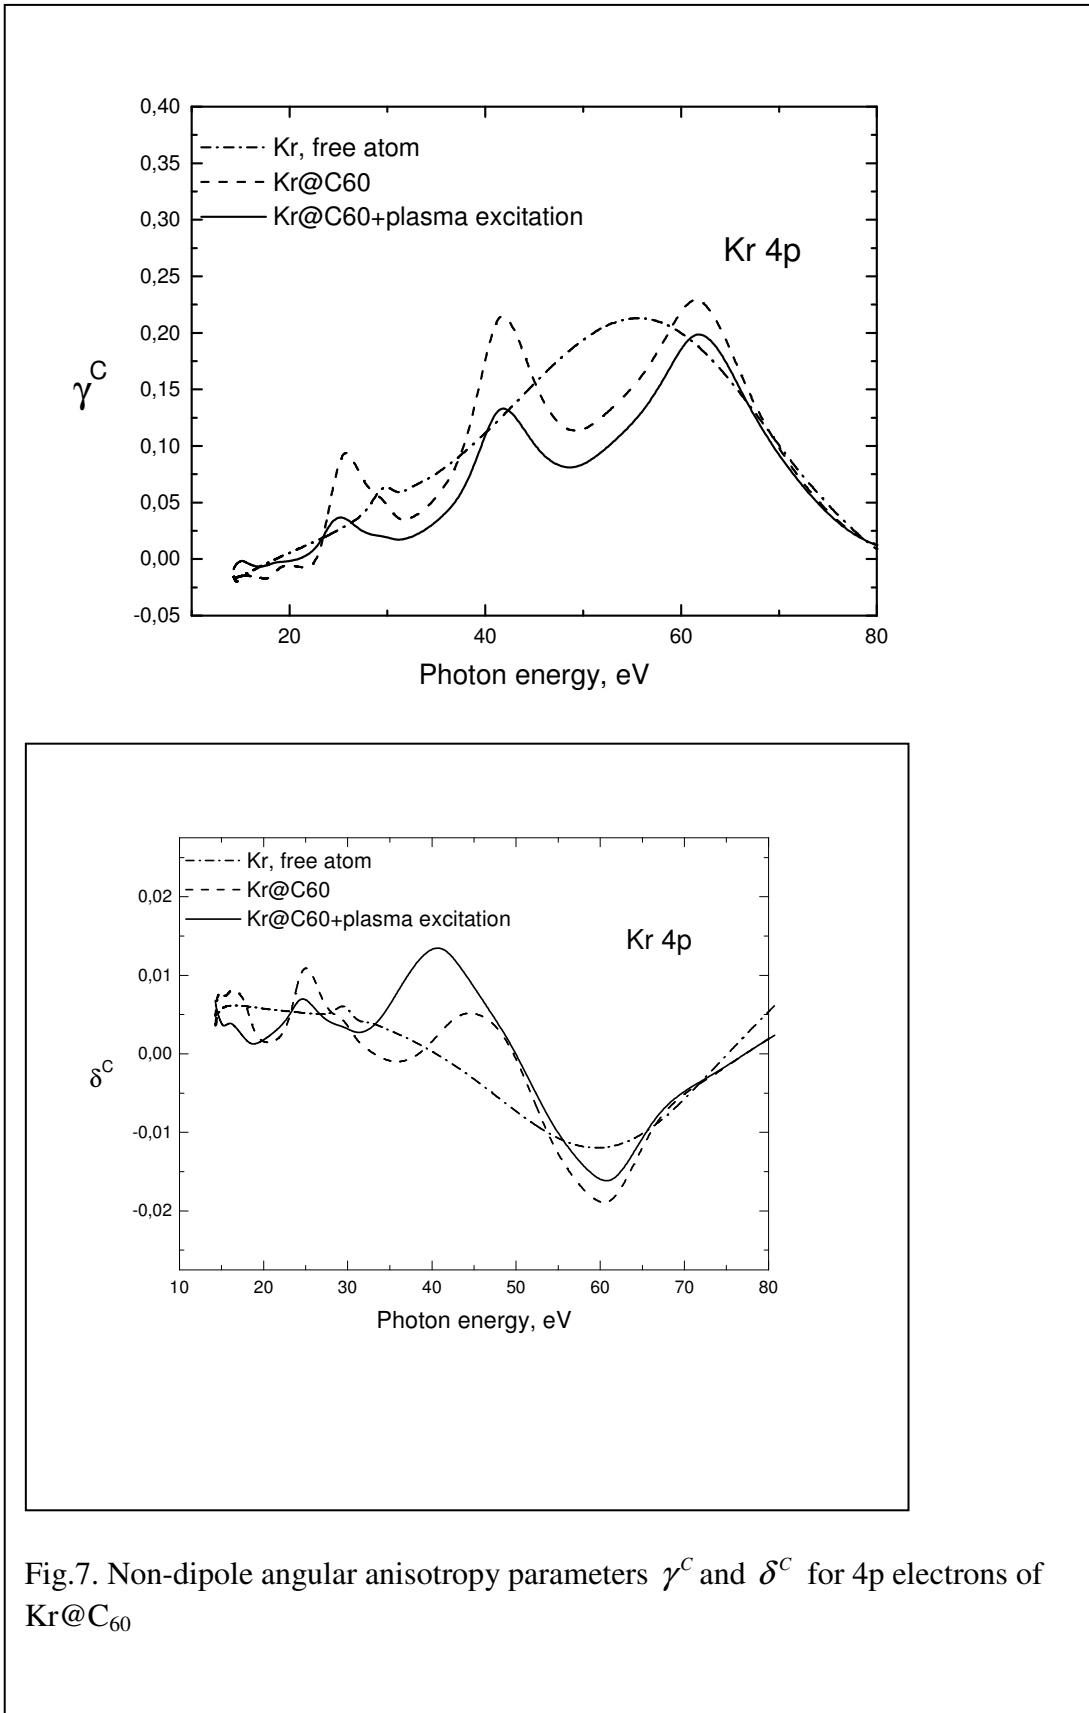 0,40
Kr, free atom
0,35
Kr@C60
0,30
Kr@C60+plasma excitation
Kr 4p
0,25
0,20
γ^C
0,15
0,10
0,05
0,00
-0,05
20 40 60 80
Photon energy, eV
Kr, free atom
0,02
Kr@C60
Kr@C60+plasma excitation
Kr 4p
0,01
0,00
δ^C
-0,01
-0,02
10 20 30 40 50 60 70 80
Photon energy, eV
Fig.7. Non-dipole angular anisotropy parameters γ^C and δ^C for 4p electrons of
Kr@C₆₀